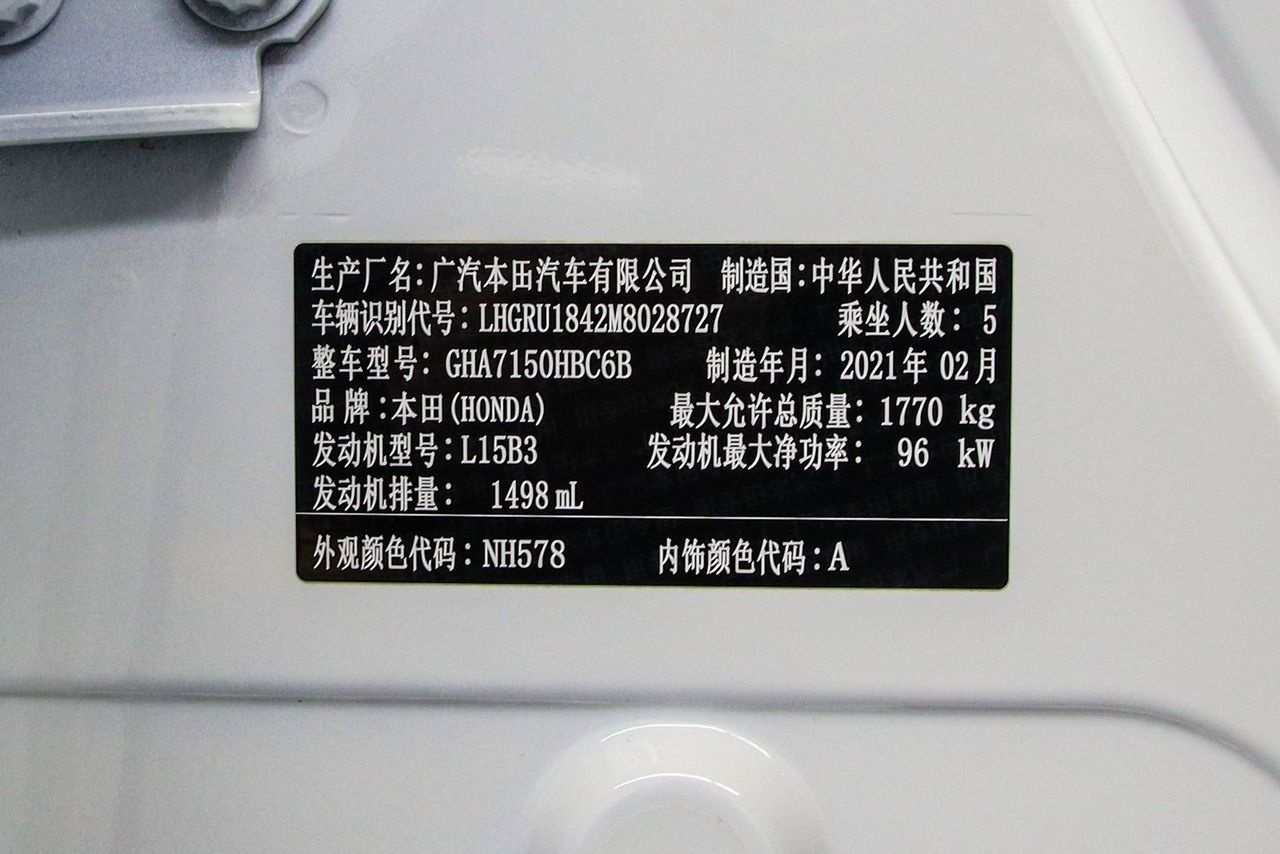 生产厂名：广汽本田汽车有限公司 制造国：中华人民共和国
车辆识别代号：LHGRU1842M8028727 乘坐人数：5
整车型号：GHA7150HBC6B 制造年月：2021年 02月
品 牌：本田(HONDA) 最大允许总质量：1770 kg
发动机型号：L15B3 发动机最大净功率： 96 kW
发动机排量： 1498 mL
外观颜色代码：NH578 内饰颜色代码：A